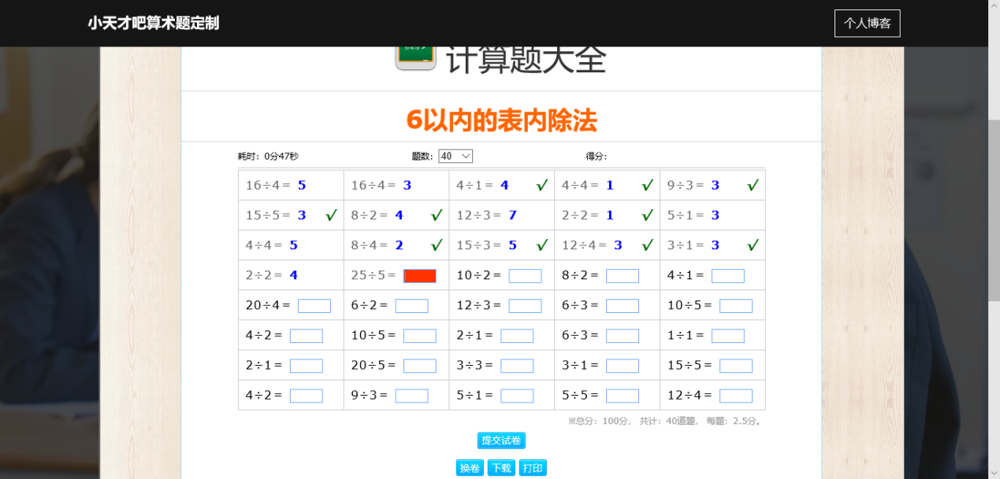 小天才吧算术题定制 个人博客
计算题大全
6以内的表内除法
耗时：0分47秒 题数：40 得分：
16÷4＝ 5 16÷4＝ 3 4÷1＝ 4 √ 4÷4＝ 1 √ 9÷3＝ 3 √
15÷5＝ 3 √ 8÷2＝ 4 √ 12÷3＝ 7 2÷2＝ 1 √ 5÷1＝ 3
4÷4＝ 5 8÷4＝ 2 √ 15÷3＝ 5 √ 12÷4＝ 3 √ 3÷1＝ 3 √
2÷2＝ 4 25÷5＝ 10÷2＝ 8÷2＝ 4÷1＝
20÷4＝ 6÷2＝ 12÷3＝ 6÷3＝ 10÷5＝
4÷2＝ 10÷5＝ 2÷1＝ 6÷3＝ 1÷1＝
2÷1＝ 20÷5＝ 3÷3＝ 3÷1＝ 15÷5＝
4÷2＝ 9÷3＝ 5÷1＝ 5÷5＝ 12÷4＝
※总分：100分， 共计：40道题， 每题：2.5分。
提交试卷
换卷 下载 打印